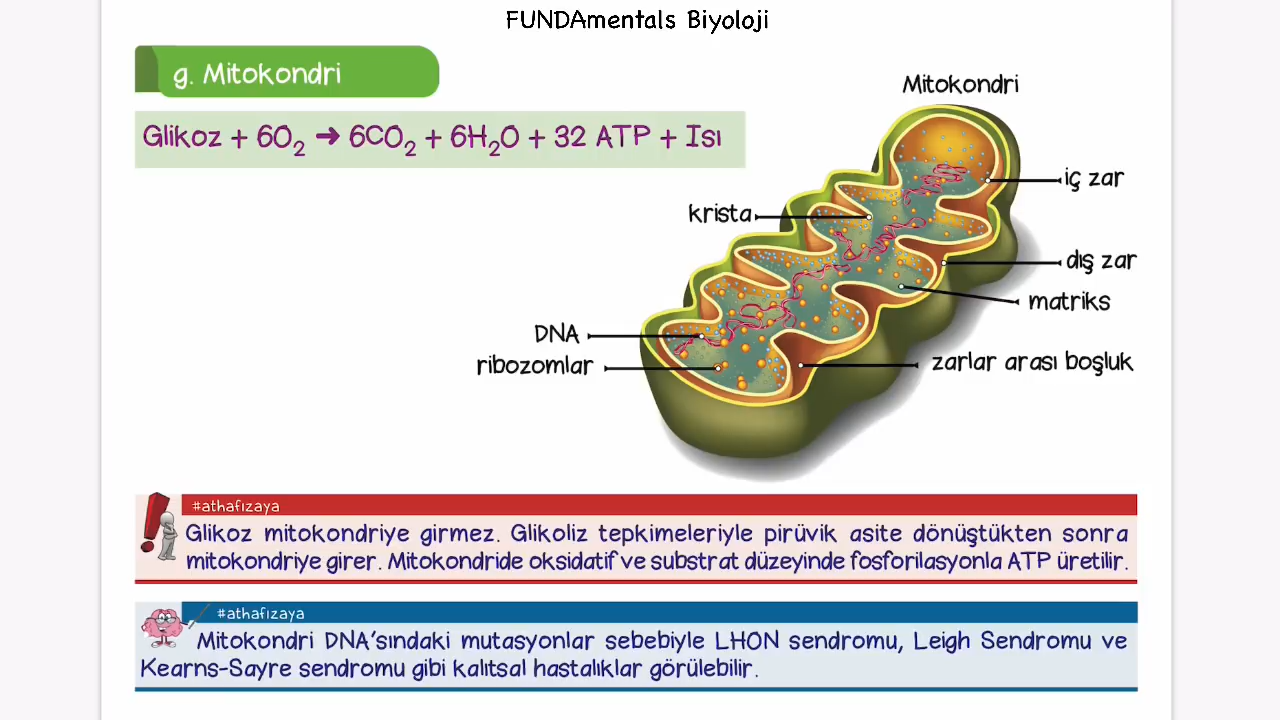 FUNDAmentals Biyoloji
g. Mitokondri
Glikoz + 6O₂ → 6CO₂ + 6H₂O + 32 ATP + Isı
Mitokondri
iç zar
krista
dış zar
matriks
DNA
ribozomlar
zarlar arası boşluk
#athafızaya
Glikoz mitokondriye girmez. Glikoliz tepkimeleriyle pirüvik asite dönüştükten sonra
mitokondriye girer. Mitokondride oksidatif ve substrat düzeyinde fosforilasyonla ATP üretilir.
#athafızaya
Mitokondri DNA'sındaki mutasyonlar sebebiyle LHON sendromu, Leigh Sendromu ve
Kearns-Sayre sendromu gibi kalıtsal hastalıklar görülebilir.